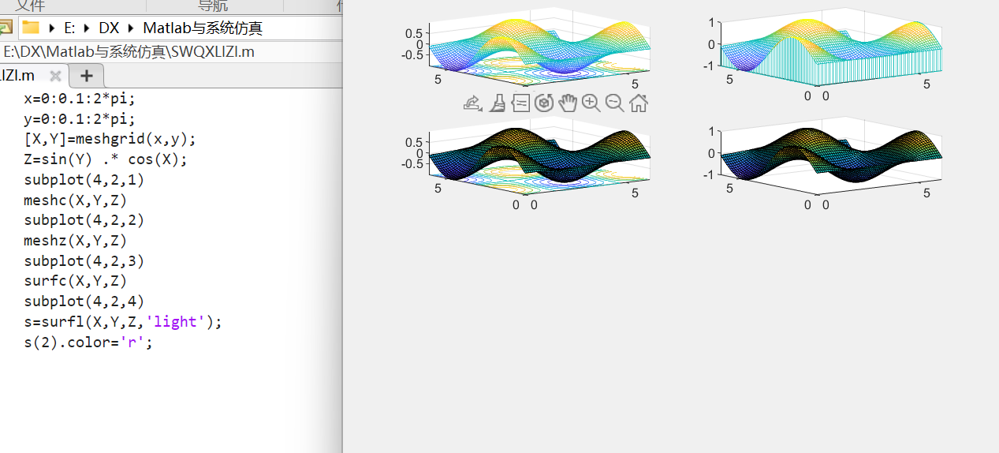 文件
导航
E: DX Matlab与系统仿真
E:\DX\Matlab与系统仿真\SWQXLIZI.m
IZI.m
x=0:0.1:2*pi;
y=0:0.1:2*pi;
[X,Y]=meshgrid(x,y);
Z=sin(Y) .* cos(X);
subplot(4,2,1)
meshc(X,Y,Z)
subplot(4,2,2)
meshz(X,Y,Z)
subplot(4,2,3)
surfc(X,Y,Z)
subplot(4,2,4)
s=surfl(X,Y,Z,'light');
s(2).color='r';
0.5
0
-0.5
5
5
1
0
-1
5
5
0 0
0.5
0
-0.5
5
5
0 0
1
0
-1
5
5
0 0